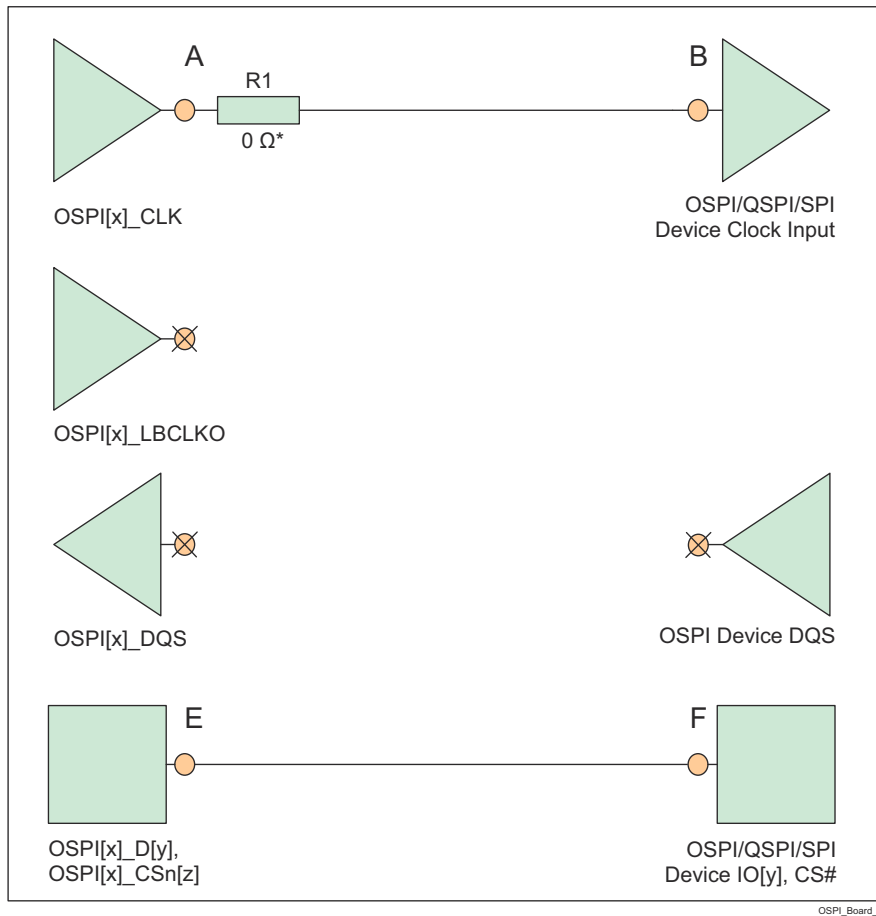 A
B
R1
0 Ω*
OSPI[x]_CLK
OSPI/QSPI/SPI
Device Clock Input
OSPI[x]_LBCLKO
OSPI[x]_DQS
OSPI Device DQS
E
F
OSPI[x]_D[y],
OSPI[x]_CSn[z]
OSPI/QSPI/SPI
Device IO[y], CS#
OSPI_Board_